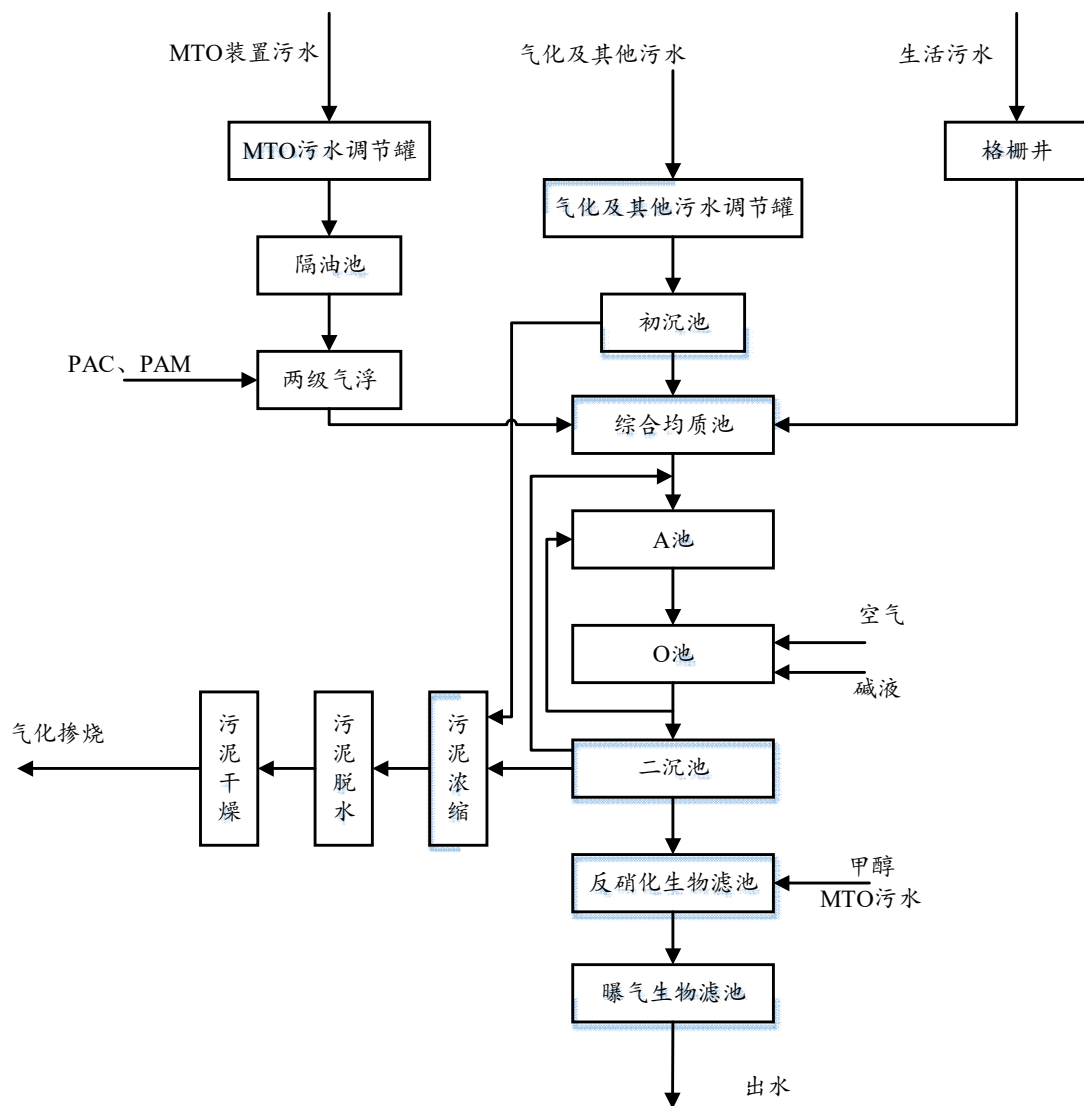 MTO装置污水
气化及其他污水
生活污水
MTO污水调节罐
格栅井
气化及其他污水调节罐
隔油池
初沉池
PAC、PAM
两级气浮
综合均质池
A池
空气
O池
碱液
气化掺烧
污泥干燥
污泥脱水
污泥浓缩
二沉池
反硝化生物滤池
甲醇
MTO污水
曝气生物滤池
出水